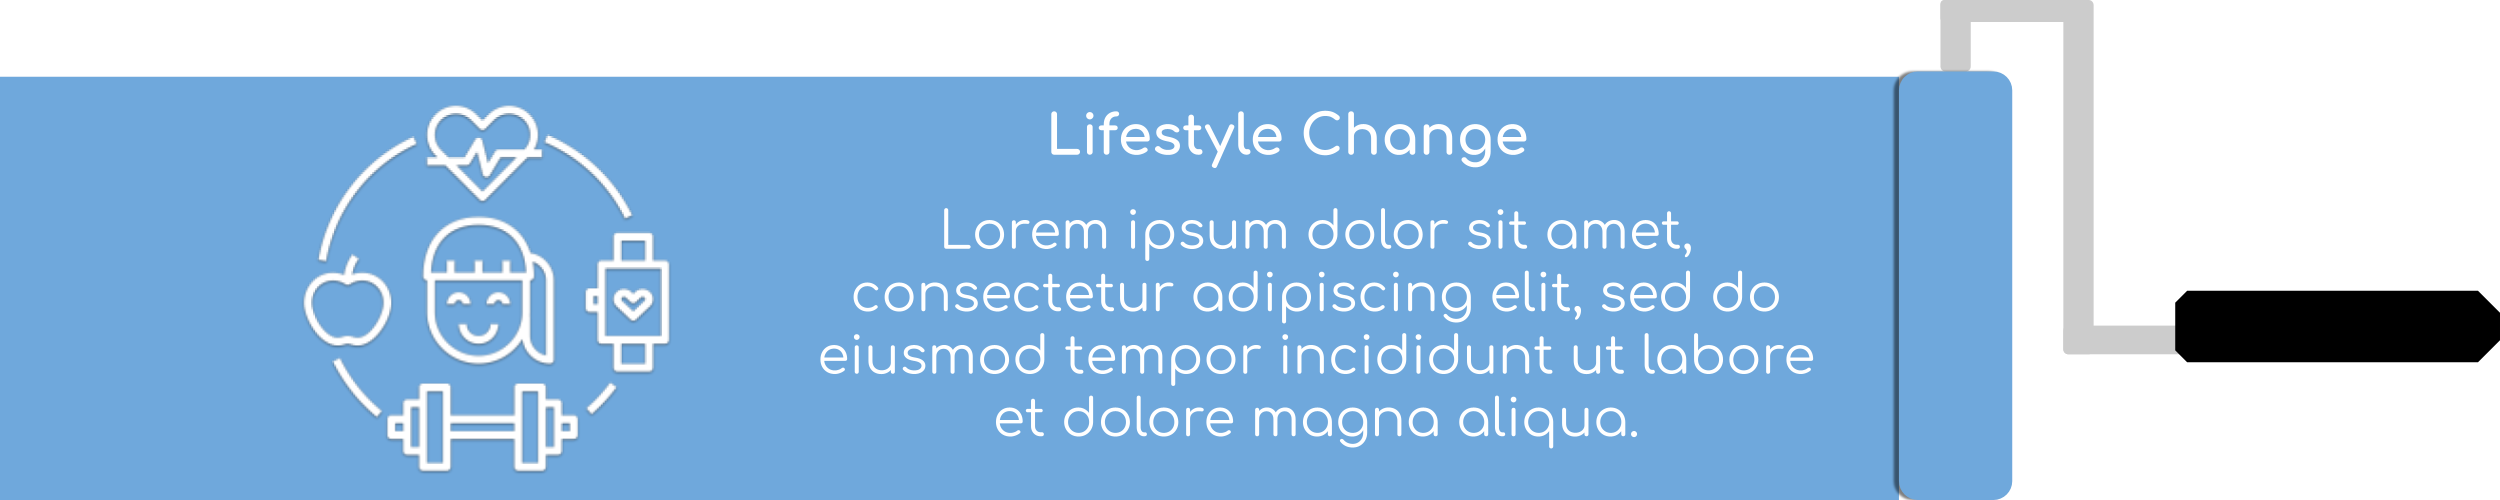 Lifestyle Change
Lorem ipsum dolor sit amet,
consectetur adipiscing elit, sed do
eiusmod tempor incididunt ut labore
et dolore magna aliqua.